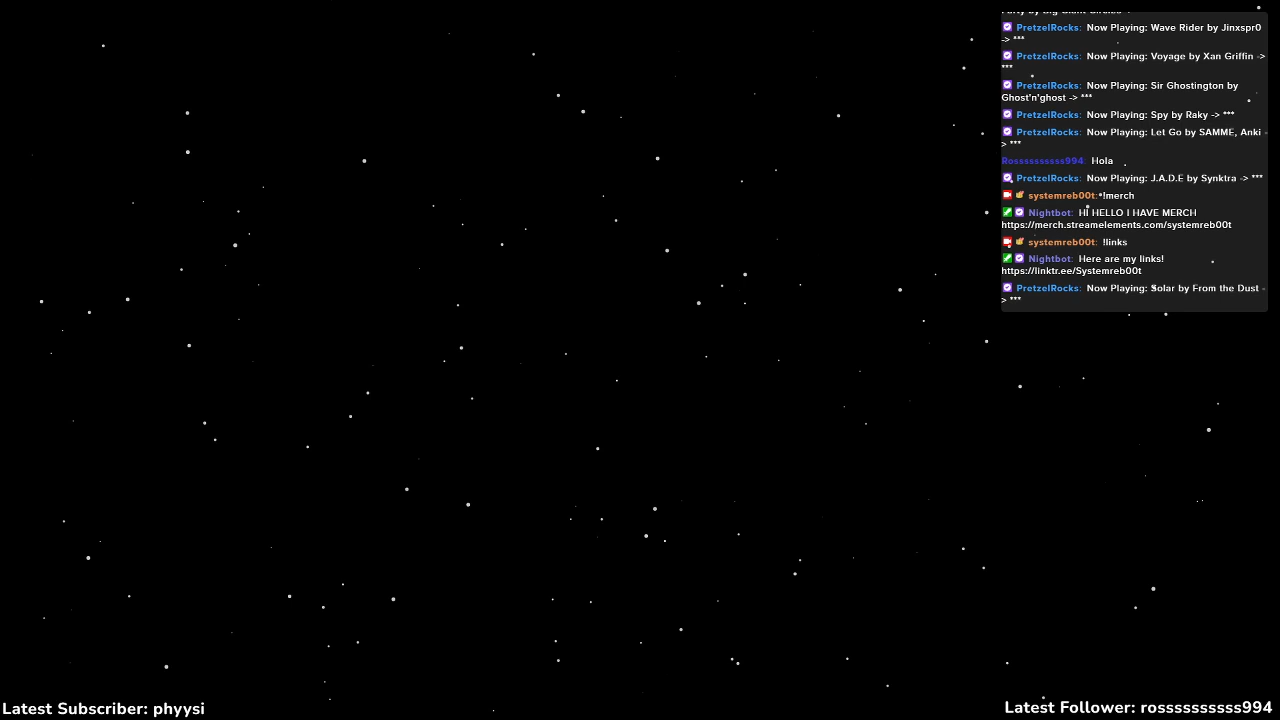 PretzelRocks: Now Playing: Wave Rider by Jinxspr0
-> ***
PretzelRocks: Now Playing: Voyage by Xan Griffin ->
***
PretzelRocks: Now Playing: Sir Ghostington by
Ghost'n'ghost -> ***
PretzelRocks: Now Playing: Spy by Raky -> ***
PretzelRocks: Now Playing: Let Go by SAMME, Anki -
> ***
Rossssssssss994: Hola
PretzelRocks: Now Playing: J.A.D.E by Synktra -> ***
systemreb00t: !merch
Nightbot: HI HELLO I HAVE MERCH
https://merch.streamelements.com/systemreb00t
systemreb00t: !links
Nightbot: Here are my links!
https://linktr.ee/Systemreb00t
PretzelRocks: Now Playing: Solar by From the Dust -
> ***
Latest Subscriber: phyysi
Latest Follower: rossssssssss994